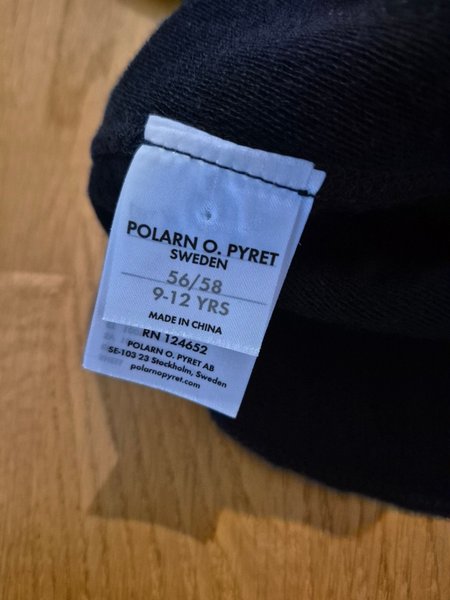 POLARN O. PYRET
SWEDEN
56/58
9-12 YRS
MADE IN CHINA
RN 124652
POLARN O. PYRET AB
SE-103 23 Stockholm, Sweden
polarnopyret.com